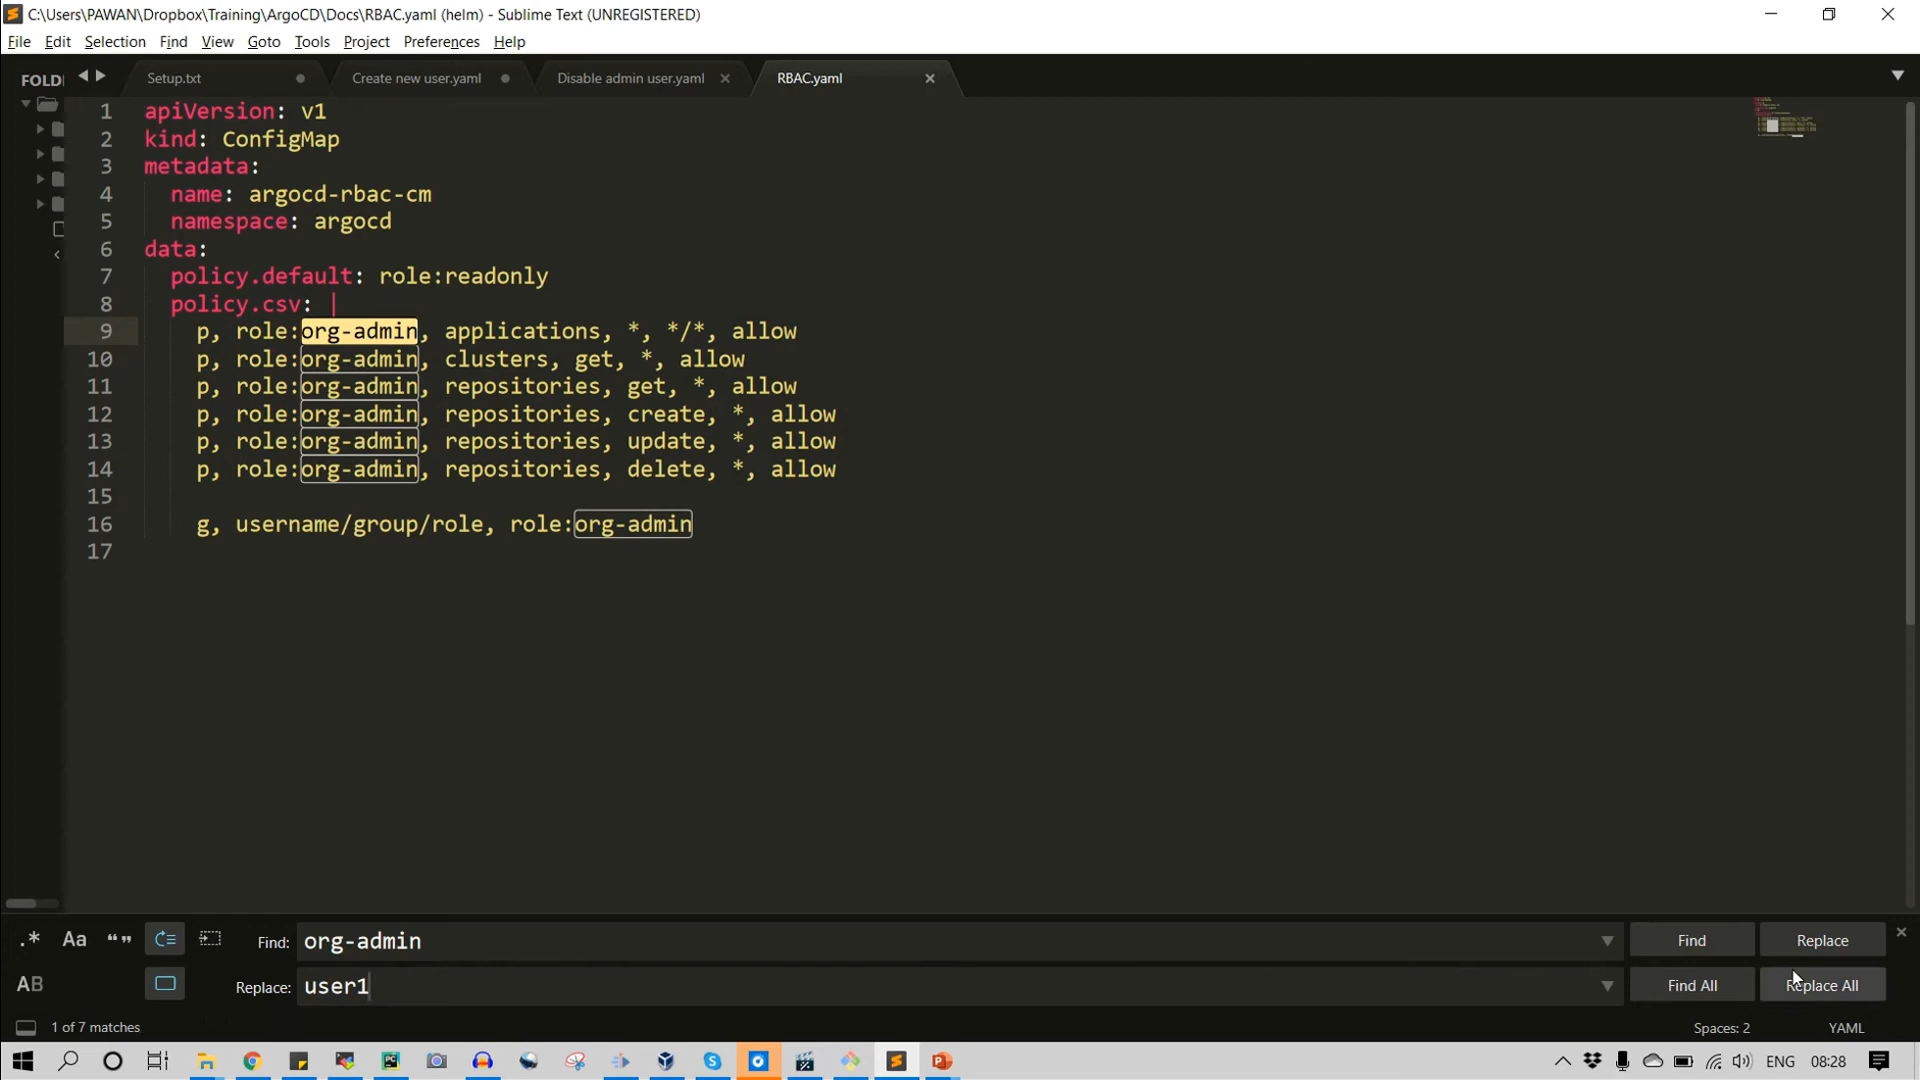 C:\Users\PAWAN\Dropbox\Training\ArgoCD\Docs\RBAC.yaml (helm) - Sublime Text (UNREGISTERED)
File Edit Selection Find View Goto Tools Project Preferences Help
FOLD Setup.txt Create new user.yaml Disable admin user.yaml RBAC.yaml
1 apiVersion: v1
2 kind: ConfigMap
3 metadata:
4 name: argocd-rbac-cm
5 namespace: argocd
6 data:
7 policy.default: role:readonly
8 policy.csv: |
9 p, role:org-admin, applications, *, */*, allow
10 p, role:org-admin, clusters, get, *, allow
11 p, role:org-admin, repositories, get, *, allow
12 p, role:org-admin, repositories, create, *, allow
13 p, role:org-admin, repositories, update, *, allow
14 p, role:org-admin, repositories, delete, *, allow
15
16 g, username/group/role, role:org-admin
17
.* Aa “” Find: org-admin Find Replace
AB Replace: user1 Find All Replace All
1 of 7 matches Spaces: 2 YAML
ENG 08:28